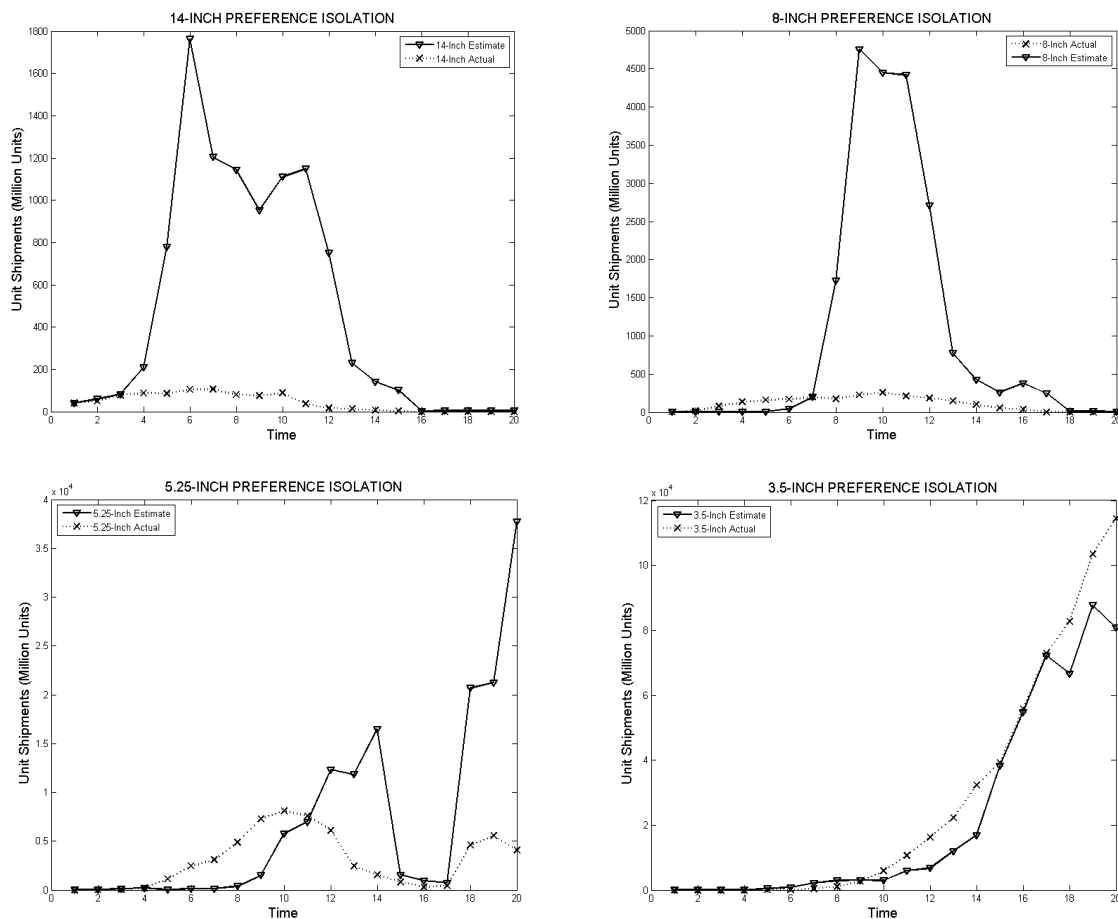 14-INCH PREFERENCE ISOLATION
1800
1600
1400
1200
1000
800
600
400
200
0
0 2 4 6 8 10 12 14 16 18 20
Unit Shipments (Million Units)
Time
14-Inch Estimate
14-Inch Actual
8-INCH PREFERENCE ISOLATION
5000
4500
4000
3500
3000
2500
2000
1500
1000
500
0
0 2 4 6 8 10 12 14 16 18 20
Unit Shipments (Million Units)
Time
8-Inch Actual
8-Inch Estimate
5.25-INCH PREFERENCE ISOLATION
x 10⁴
4
3.5
3
2.5
2
1.5
1
0.5
0
0 2 4 6 8 10 12 14 16 18 20
Unit Shipments (Million Units)
Time
5.25-Inch Estimate
5.25-Inch Actual
3.5-INCH PREFERENCE ISOLATION
x 10⁴
12
10
8
6
4
2
0
0 2 4 6 8 10 12 14 16 18 20
Unit Shipments (Million Units)
Time
3.5-Inch Estimate
3.5-Inch Actual